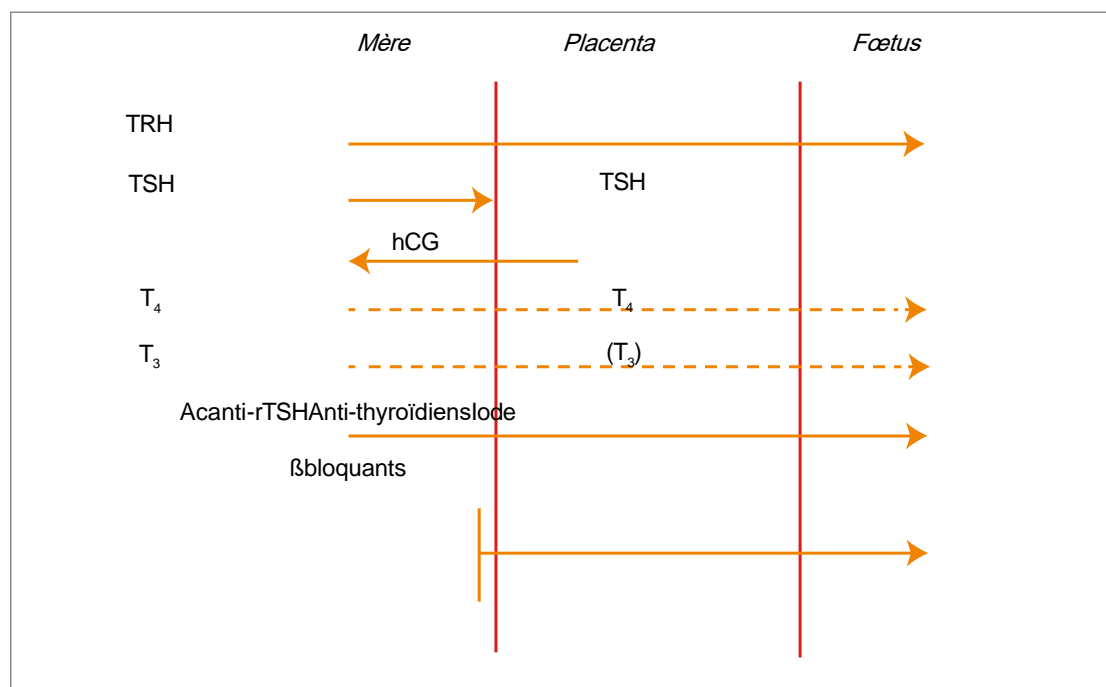 Mère Placenta Fœtus
TRH
TSH TSH
hCG
T₄ T₄
T₃ (T₃)
Acanti-rTSHAnti-thyroïdiensIode
ßbloquants